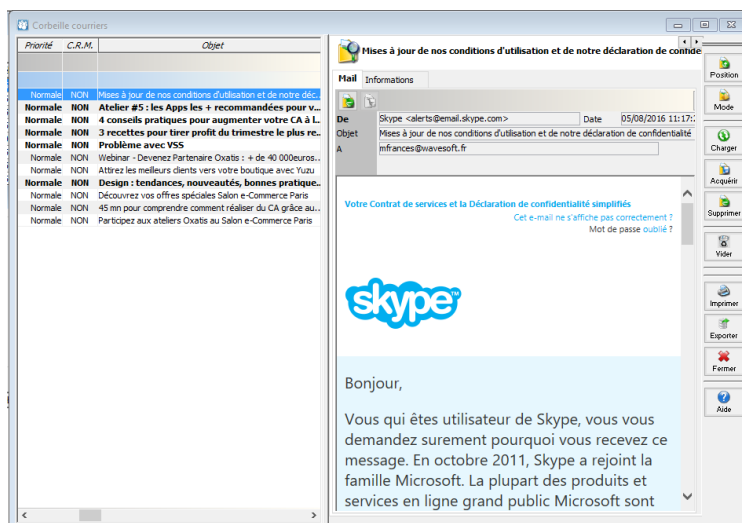 Corbeille courriers
Priorité C.R.M. Objet
Normale NON Mises à jour de nos conditions d'utilisation et de notre déc..
Normale NON Atelier #5 : les Apps les + recommandées pour v...
Normale NON 4 conseils pratiques pour augmenter votre CA à l...
Normale NON 3 recettes pour tirer profit du trimestre le plus re...
Normale NON Problème avec VSS
Normale NON Webinar - Devenez Partenaire Oxatis : + de 40 000euros..
Normale NON Attirez les meilleurs clients vers votre boutique avec Yuzu
Normale NON Design : tendances, nouveautés, bonnes pratique..
Normale NON Découvrez vos offres spéciales Salon e-Commerce Paris
Normale NON 45 mn pour comprendre comment réaliser du CA grâce au..
Normale NON Participez aux ateliers Oxatis au Salon e-Commerce Paris
Mises à jour de nos conditions d'utilisation et de notre déclaration de confide
Mail Informations
De Skype <alerts@email.skype.com> Date 05/08/2016 11:17:
Objet Mises à jour de nos conditions d'utilisation et de notre déclaration de confidentialité
A mfrances@wavesoft.fr
Votre Contrat de services et la Déclaration de confidentialité simplifiés
Cet e-mail ne s'affiche pas correctement ?
Mot de passe oublié ?
skype
Bonjour,
Vous qui êtes utilisateur de Skype, vous vous
demandez surement pourquoi vous recevez ce
message. En octobre 2011, Skype a rejoint la
famille Microsoft. La plupart des produits et
services en ligne grand public Microsoft sont
Position
Mode
Charger
Acquérir
Supprimer
Vider
Imprimer
Exporter
Fermer
Aide